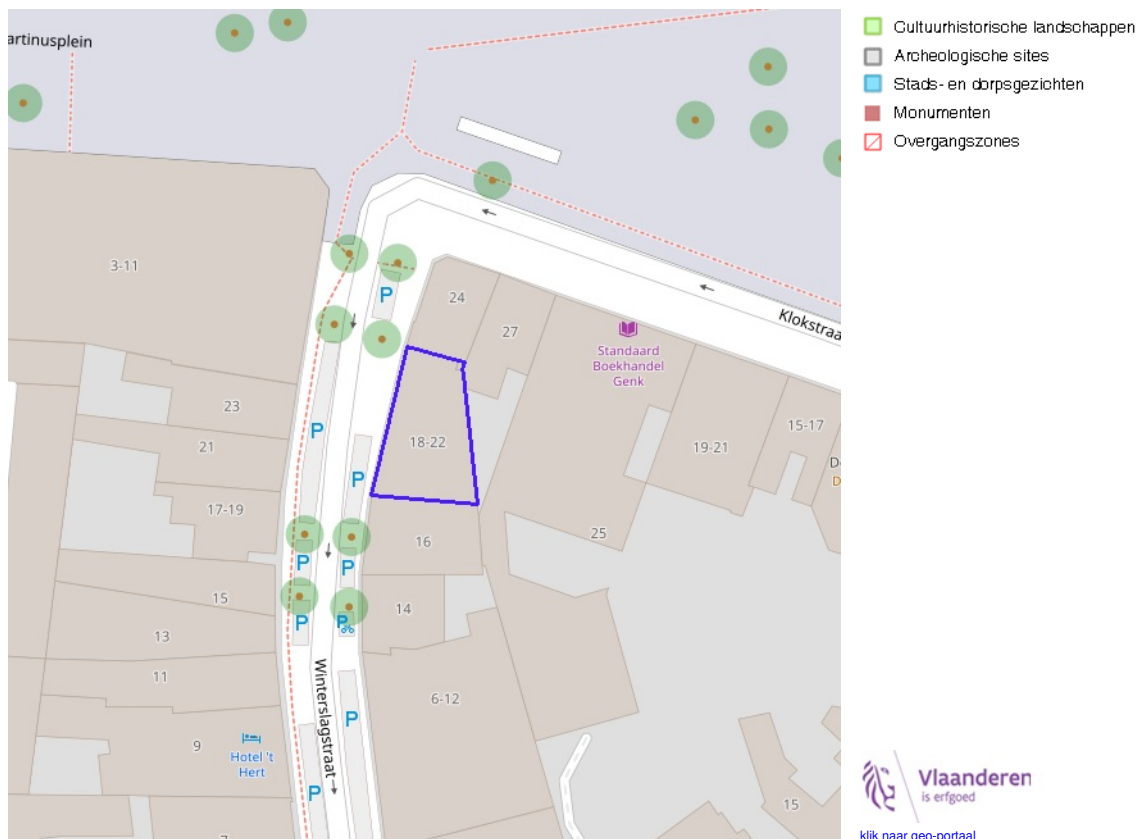 artinusplein
3-11
24
27
Klokstraa
Standaard
Boekhandel
Genk
P
23
P
18-22
19-21
15-17
D
D
21
P
17-19
16
25
P
P
15
14
P
P
13
11
6-12
P
Winterslagstraat
9
Hotel 't
Hert
P
15
7
Cultuurhistorische landschappen
Archeologische sites
Stads- en dorpsgezichten
Monumenten
Overgangszones
Vlaanderen
is erfgoed
klik naar geo-portaal